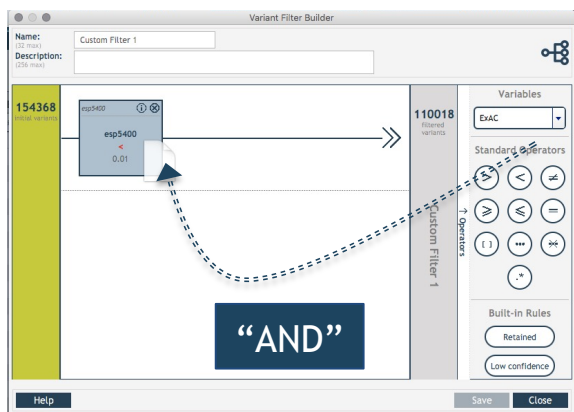 Variant Filter Builder
Name:
(32 max)
Custom Filter 1
Description:
(256 max)
154368
Initial variants
esp5400
esp5400
<
0.01
110018
Filtered
variants
Custom Filter 1 →
→ Operators
Variables
ExAC
Standard Operators
> < ≠
≥ ≤ =
[ ] •••
.*
Built-in Rules
Retained
Low confidence
“AND”
Help
Save
Close